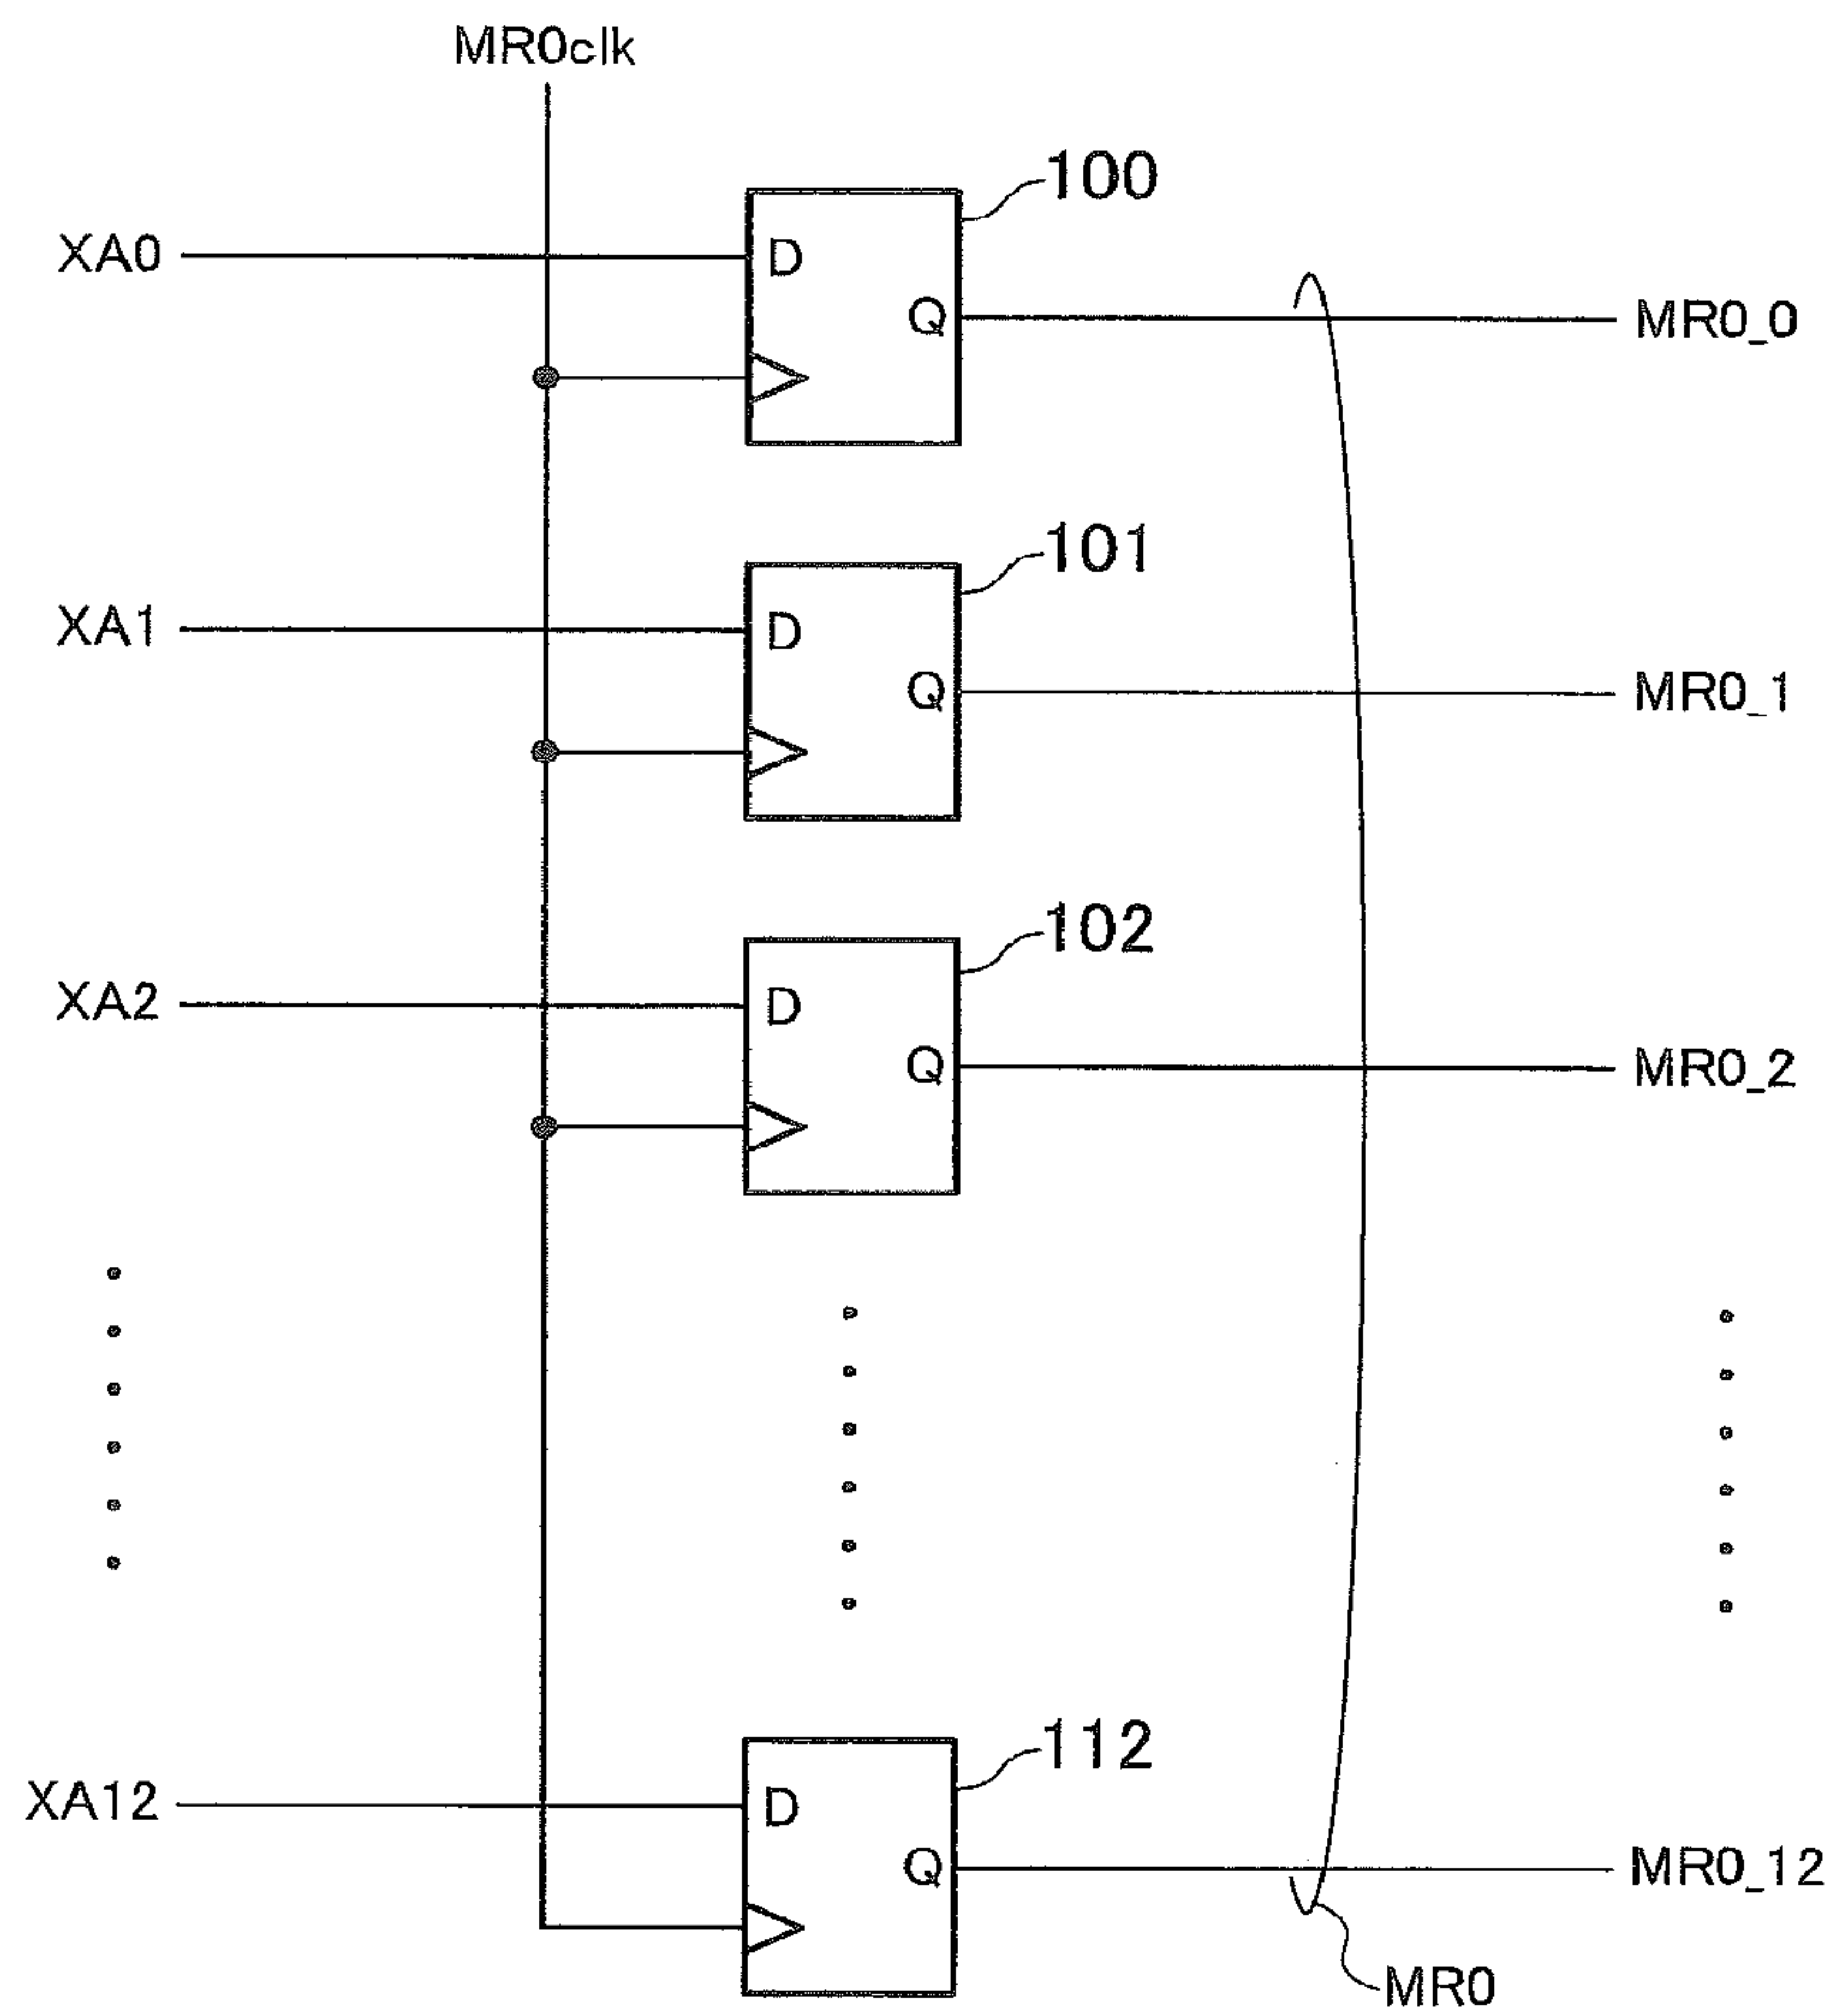 MR0clk
100
XA0
D
Q
MR0_0
101
XA1
D
Q
MR0_1
102
XA2
D
Q
MR0_2
112
XA12
D
Q
MR0_12
MR0